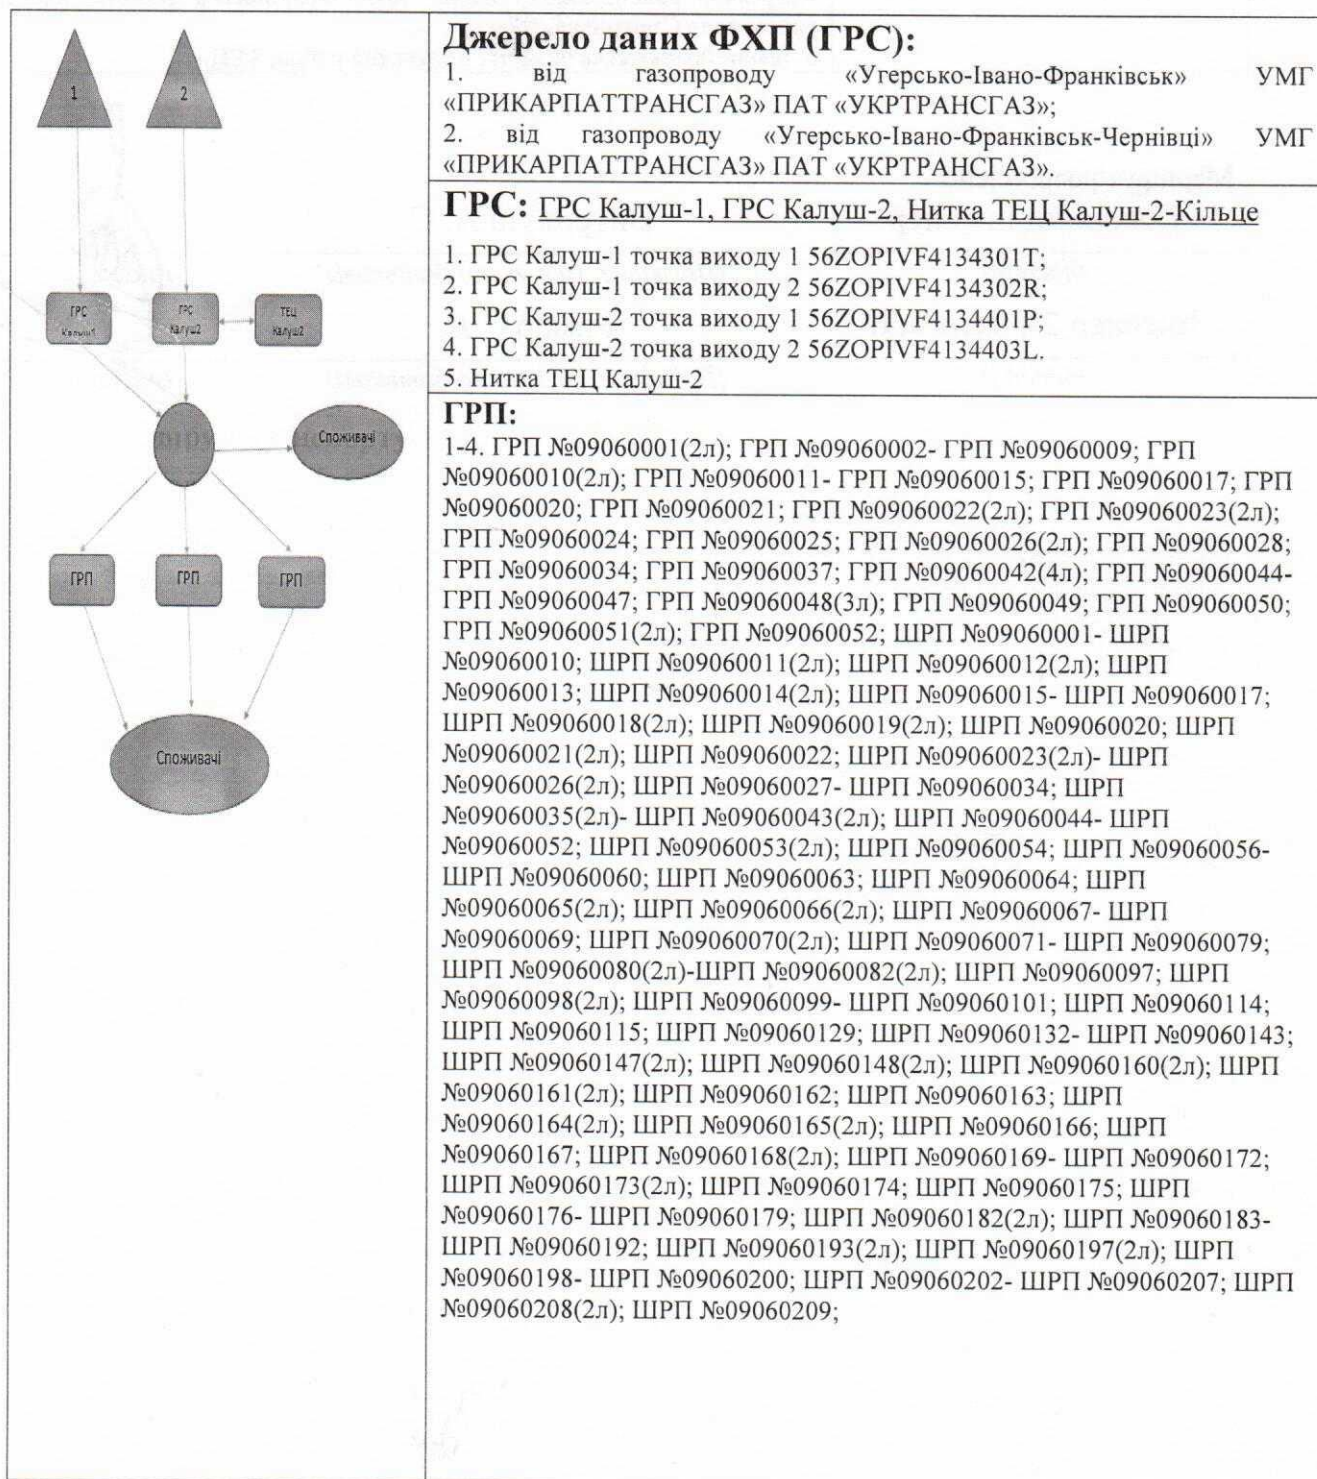 1
2
ГРС
Калуш1
ГРС
Калуш2
ТЕЦ
Калуш2
Споживачі
ГРП
ГРП
ГРП
Споживачі
Джерело даних ФХП (ГРС):
1. від газопроводу «Угерсько-Івано-Франківськ» УМГ
«ПРИКАРПАТТРАНСГАЗ» ПАТ «УКРТРАНСГАЗ»;
2. від газопроводу «Угерсько-Івано-Франківськ-Чернівці» УМГ
«ПРИКАРПАТТРАНСГАЗ» ПАТ «УКРТРАНСГАЗ».
ГРС: ГРС Калуш-1, ГРС Калуш-2, Нитка ТЕЦ Калуш-2-Кільце
1. ГРС Калуш-1 точка виходу 1 56ZOPIVF4134301T;
2. ГРС Калуш-1 точка виходу 2 56ZOPIVF4134302R;
3. ГРС Калуш-2 точка виходу 1 56ZOPIVF4134401P;
4. ГРС Калуш-2 точка виходу 2 56ZOPIVF4134403L.
5. Нитка ТЕЦ Калуш-2
ГРП:
1-4. ГРП №09060001(2л); ГРП №09060002- ГРП №09060009; ГРП
№09060010(2л); ГРП №09060011- ГРП №09060015; ГРП №09060017; ГРП
№09060020; ГРП №09060021; ГРП №09060022(2л); ГРП №09060023(2л);
ГРП №09060024; ГРП №09060025; ГРП №09060026(2л); ГРП №09060028;
ГРП №09060034; ГРП №09060037; ГРП №09060042(4л); ГРП №09060044-
ГРП №09060047; ГРП №09060048(3л); ГРП №09060049; ГРП №09060050;
ГРП №09060051(2л); ГРП №09060052; ШРП №09060001- ШРП
№09060010; ШРП №09060011(2л); ШРП №09060012(2л); ШРП
№09060013; ШРП №09060014(2л); ШРП №09060015- ШРП №09060017;
ШРП №09060018(2л); ШРП №09060019(2л); ШРП №09060020; ШРП
№09060021(2л); ШРП №09060022; ШРП №09060023(2л)- ШРП
№09060026(2л); ШРП №09060027- ШРП №09060034; ШРП
№09060035(2л)- ШРП №09060043(2л); ШРП №09060044- ШРП
№09060052; ШРП №09060053(2л); ШРП №09060054; ШРП №09060056-
ШРП №09060060; ШРП №09060063; ШРП №09060064; ШРП
№09060065(2л); ШРП №09060066(2л); ШРП №09060067- ШРП
№09060069; ШРП №09060070(2л); ШРП №09060071- ШРП №09060079;
ШРП №09060080(2л)-ШРП №09060082(2л); ШРП №09060097; ШРП
№09060098(2л); ШРП №09060099- ШРП №09060101; ШРП №09060114;
ШРП №09060115; ШРП №09060129; ШРП №09060132- ШРП №09060143;
ШРП №09060147(2л); ШРП №09060148(2л); ШРП №09060160(2л); ШРП
№09060161(2л); ШРП №09060162; ШРП №09060163; ШРП
№09060164(2л); ШРП №09060165(2л); ШРП №09060166; ШРП
№09060167; ШРП №09060168(2л); ШРП №09060169- ШРП №09060172;
ШРП №09060173(2л); ШРП №09060174; ШРП №09060175; ШРП
№09060176- ШРП №09060179; ШРП №09060182(2л); ШРП №09060183-
ШРП №09060192; ШРП №09060193(2л); ШРП №09060197(2л); ШРП
№09060198- ШРП №09060200; ШРП №09060202- ШРП №09060207; ШРП
№09060208(2л); ШРП №09060209;